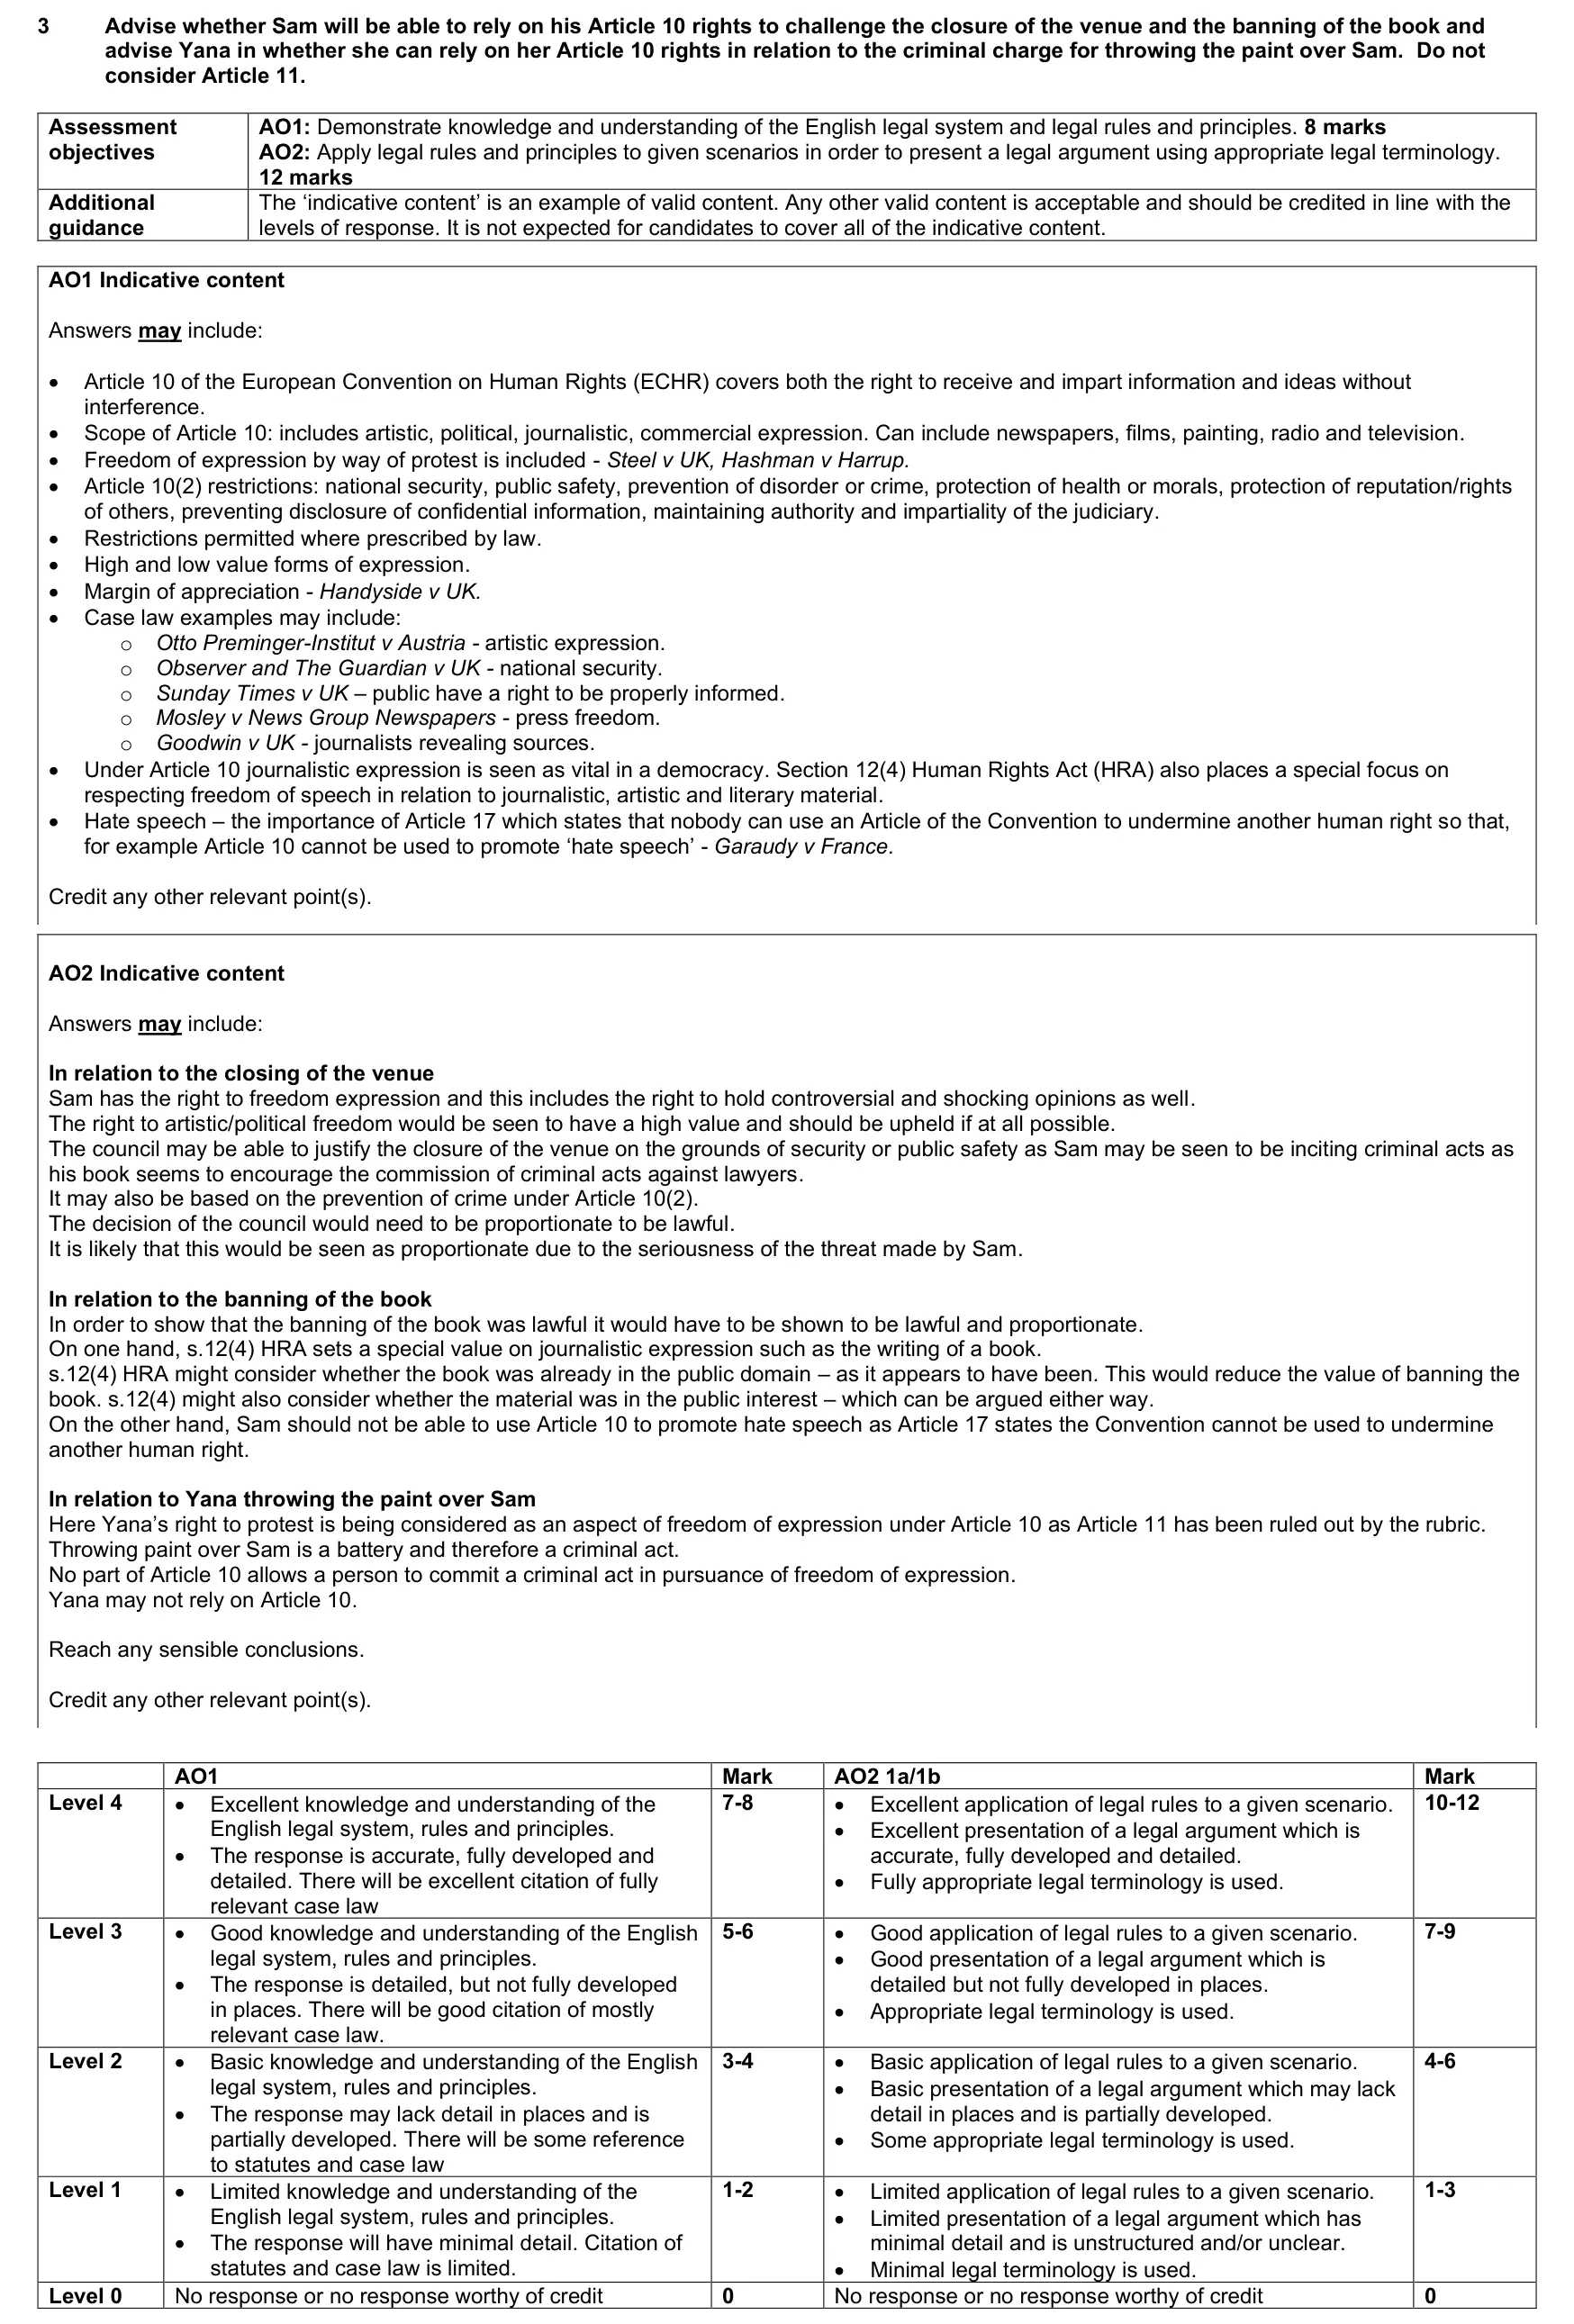 3 Advise whether Sam will be able to rely on his Article 10 rights to challenge the closure of the venue and the banning of the book and
advise Yana in whether she can rely on her Article 10 rights in relation to the criminal charge for throwing the paint over Sam. Do not
consider Article 11.
Assessment objectives
AO1: Demonstrate knowledge and understanding of the English legal system and legal rules and principles. 8 marks
AO2: Apply legal rules and principles to given scenarios in order to present a legal argument using appropriate legal terminology.
12 marks
Additional guidance
The ‘indicative content’ is an example of valid content. Any other valid content is acceptable and should be credited in line with the
levels of response. It is not expected for candidates to cover all of the indicative content.
AO1 Indicative content
Answers may include:
• Article 10 of the European Convention on Human Rights (ECHR) covers both the right to receive and impart information and ideas without
interference.
• Scope of Article 10: includes artistic, political, journalistic, commercial expression. Can include newspapers, films, painting, radio and television.
• Freedom of expression by way of protest is included - Steel v UK, Hashman v Harrup.
• Article 10(2) restrictions: national security, public safety, prevention of disorder or crime, protection of health or morals, protection of reputation/rights
of others, preventing disclosure of confidential information, maintaining authority and impartiality of the judiciary.
• Restrictions permitted where prescribed by law.
• High and low value forms of expression.
• Margin of appreciation - Handyside v UK.
• Case law examples may include:
o Otto Preminger-Institut v Austria - artistic expression.
o Observer and The Guardian v UK - national security.
o Sunday Times v UK – public have a right to be properly informed.
o Mosley v News Group Newspapers - press freedom.
o Goodwin v UK - journalists revealing sources.
• Under Article 10 journalistic expression is seen as vital in a democracy. Section 12(4) Human Rights Act (HRA) also places a special focus on
respecting freedom of speech in relation to journalistic, artistic and literary material.
• Hate speech – the importance of Article 17 which states that nobody can use an Article of the Convention to undermine another human right so that,
for example Article 10 cannot be used to promote ‘hate speech’ - Garaudy v France.
Credit any other relevant point(s).
AO2 Indicative content
Answers may include:
In relation to the closing of the venue
Sam has the right to freedom expression and this includes the right to hold controversial and shocking opinions as well.
The right to artistic/political freedom would be seen to have a high value and should be upheld if at all possible.
The council may be able to justify the closure of the venue on the grounds of security or public safety as Sam may be seen to be inciting criminal acts as
his book seems to encourage the commission of criminal acts against lawyers.
It may also be based on the prevention of crime under Article 10(2).
The decision of the council would need to be proportionate to be lawful.
It is likely that this would be seen as proportionate due to the seriousness of the threat made by Sam.
In relation to the banning of the book
In order to show that the banning of the book was lawful it would have to be shown to be lawful and proportionate.
On one hand, s.12(4) HRA sets a special value on journalistic expression such as the writing of a book.
s.12(4) HRA might consider whether the book was already in the public domain – as it appears to have been. This would reduce the value of banning the
book. s.12(4) might also consider whether the material was in the public interest – which can be argued either way.
On the other hand, Sam should not be able to use Article 10 to promote hate speech as Article 17 states the Convention cannot be used to undermine
another human right.
In relation to Yana throwing the paint over Sam
Here Yana’s right to protest is being considered as an aspect of freedom of expression under Article 10 as Article 11 has been ruled out by the rubric.
Throwing paint over Sam is a battery and therefore a criminal act.
No part of Article 10 allows a person to commit a criminal act in pursuance of freedom of expression.
Yana may not rely on Article 10.
Reach any sensible conclusions.
Credit any other relevant point(s).
AO1 Mark AO2 1a/1b Mark
Level 4
• Excellent knowledge and understanding of the
English legal system, rules and principles.
• The response is accurate, fully developed and
detailed. There will be excellent citation of fully
relevant case law
7-8
• Excellent application of legal rules to a given scenario.
• Excellent presentation of a legal argument which is
accurate, fully developed and detailed.
• Fully appropriate legal terminology is used.
10-12
Level 3
• Good knowledge and understanding of the English
legal system, rules and principles.
• The response is detailed, but not fully developed
in places. There will be good citation of mostly
relevant case law.
5-6
• Good application of legal rules to a given scenario.
• Good presentation of a legal argument which is
detailed but not fully developed in places.
• Appropriate legal terminology is used.
7-9
Level 2
• Basic knowledge and understanding of the English
legal system, rules and principles.
• The response may lack detail in places and is
partially developed. There will be some reference
to statutes and case law
3-4
• Basic application of legal rules to a given scenario.
• Basic presentation of a legal argument which may lack
detail in places and is partially developed.
• Some appropriate legal terminology is used.
4-6
Level 1
• Limited knowledge and understanding of the
English legal system, rules and principles.
• The response will have minimal detail. Citation of
statutes and case law is limited.
1-2
• Limited application of legal rules to a given scenario.
• Limited presentation of a legal argument which has
minimal detail and is unstructured and/or unclear.
• Minimal legal terminology is used.
1-3
Level 0
No response or no response worthy of credit
0
No response or no response worthy of credit
0